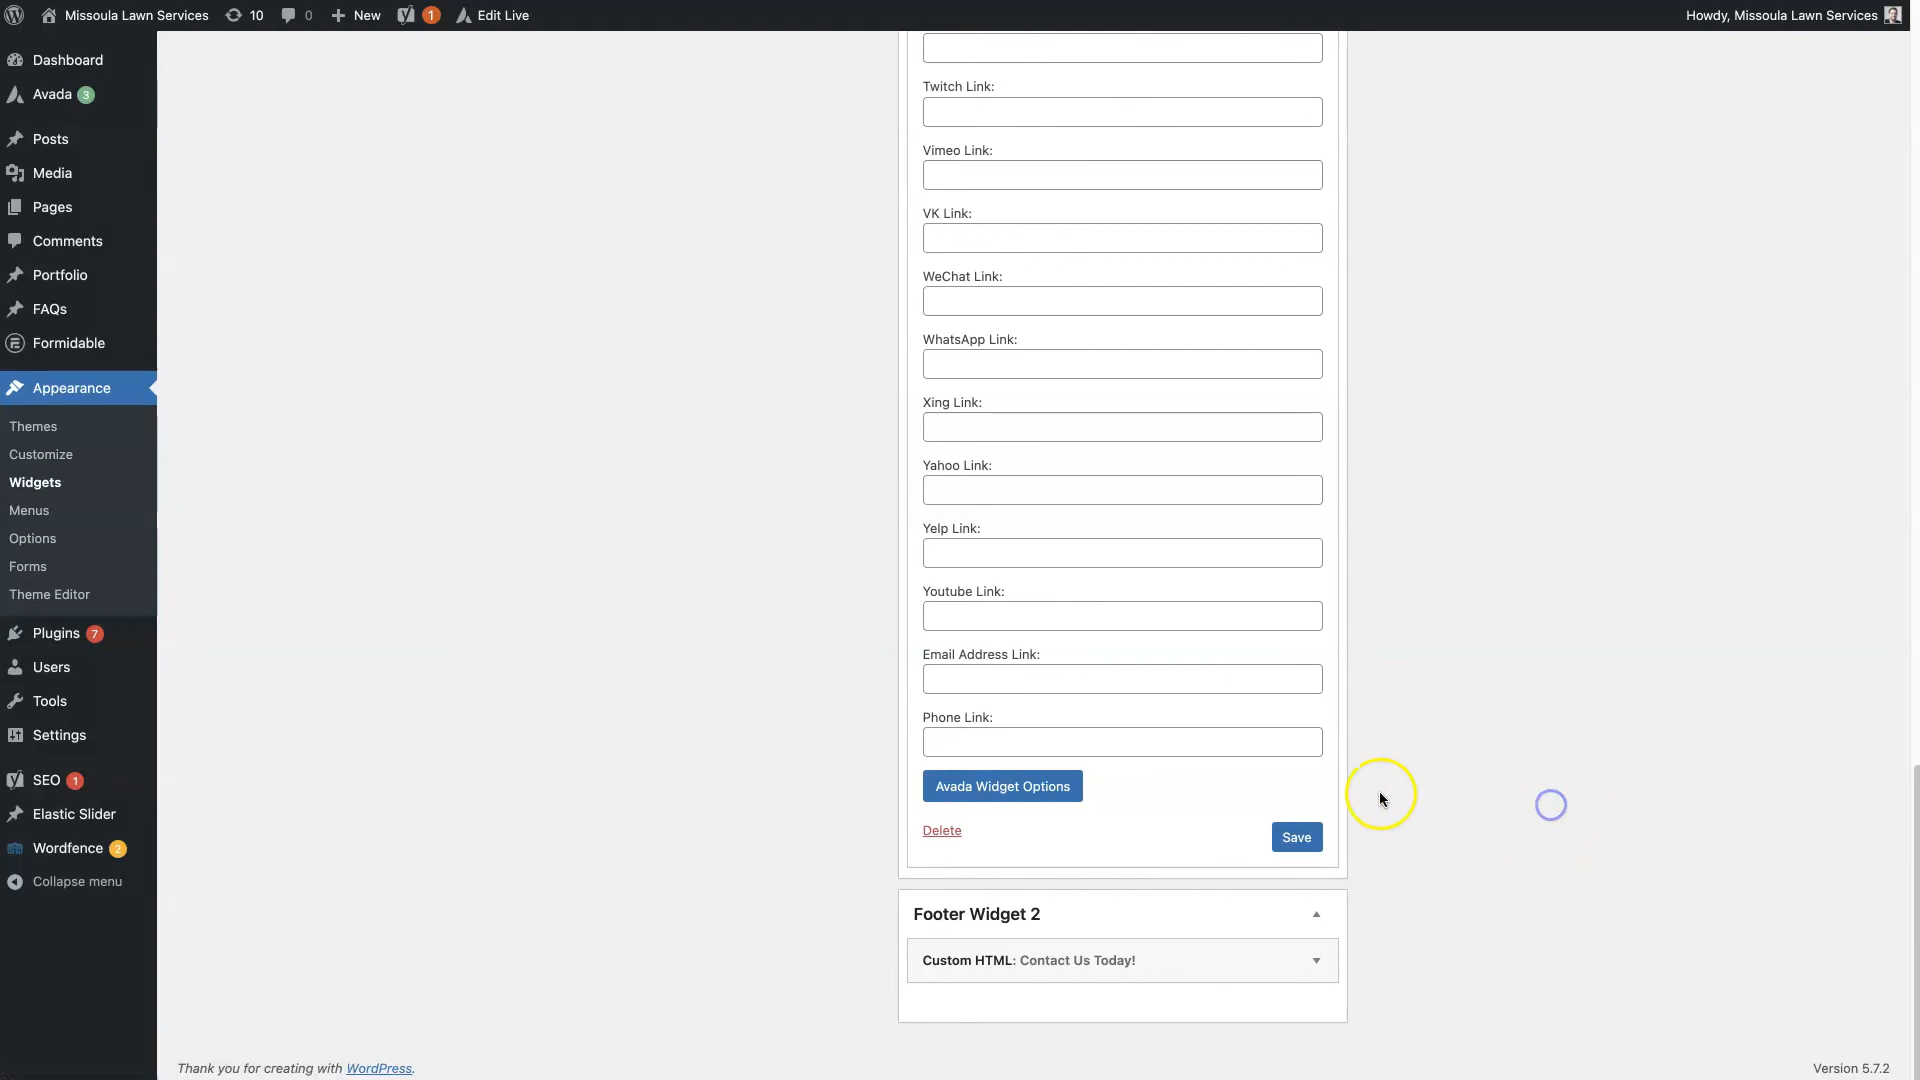 Missoula Lawn Services
10
0
New
1
Edit Live
Howdy, Missoula Lawn Services
Dashboard
Avada 3
Posts
Media
Pages
Comments
Portfolio
FAQs
Formidable
Appearance
Themes
Customize
Widgets
Menus
Options
Forms
Theme Editor
Plugins 7
Users
Tools
Settings
SEO 1
Elastic Slider
Wordfence 2
Collapse menu
Twitch Link:
Vimeo Link:
VK Link:
WeChat Link:
WhatsApp Link:
Xing Link:
Yahoo Link:
Yelp Link:
Youtube Link:
Email Address Link:
Phone Link:
Avada Widget Options
Delete
Save
Footer Widget 2
Custom HTML: Contact Us Today!
Thank you for creating with WordPress.
Version 5.7.2